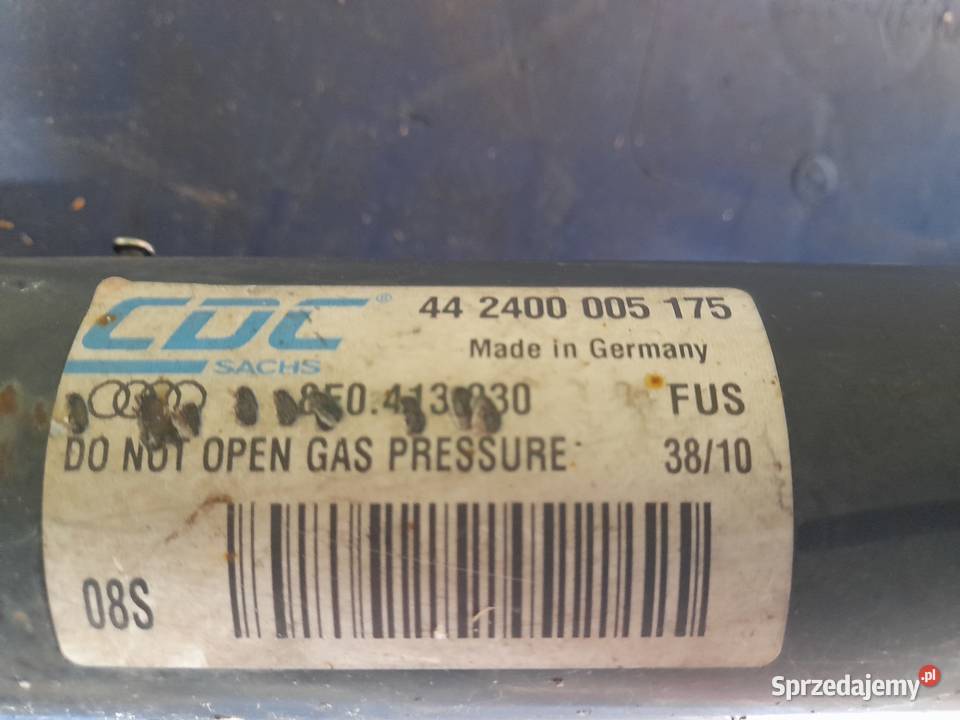 CDC® 44 2400 005 175
SACHS Made in Germany
FUS
DO NOT OPEN GAS PRESSURE 38/10
08S
Sprzedajemy.pl